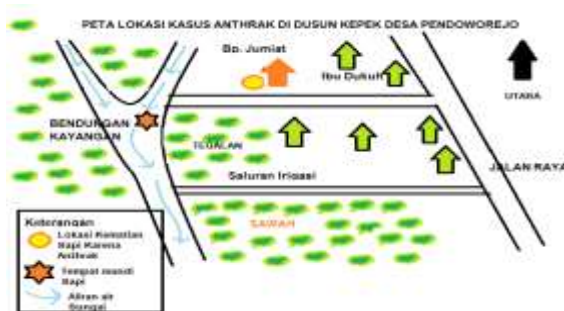 PETA LOKASI KASUS ANTHRAK DI DUSUN KEPEK DESA PENDOWOREJO
Bp. Jumiat
Ibu Dukuh
UTARA
BENDUNGAN
KAYANGAN
TEGALAN
JALAN RAYA
Saluran Irigasi
SAWAH
Keterangan
Lokasi Kematian
Sapi Karena
Anthrak
Tempat mandi
Sapi
Aliran air
Sungai